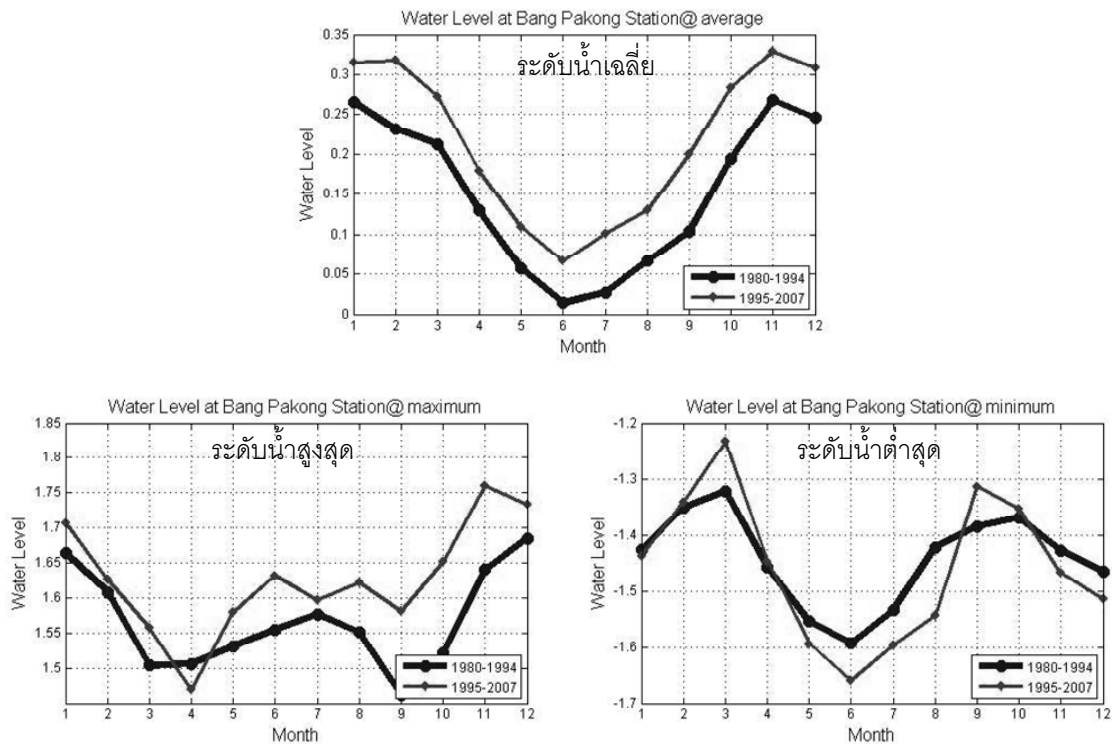 Water Level at Bang Pakong Station@ average
ระดับน้ำเฉลี่ย
0.35
0.3
0.25
0.2
0.15
0.1
0.05
0
Water Level
1980-1994
1995-2007
1 2 3 4 5 6 7 8 9 10 11 12
Month
Water Level at Bang Pakong Station@ maximum
ระดับน้ำสูงสุด
1.85
1.8
1.75
1.7
1.65
1.6
1.55
1.5
Water Level
1980-1994
1995-2007
1 2 3 4 5 6 7 8 9 10 11 12
Month
Water Level at Bang Pakong Station@ minimum
ระดับน้ำต่ำสุด
-1.2
-1.3
-1.4
-1.5
-1.6
-1.7
Water Level
1980-1994
1995-2007
1 2 3 4 5 6 7 8 9 10 11 12
Month